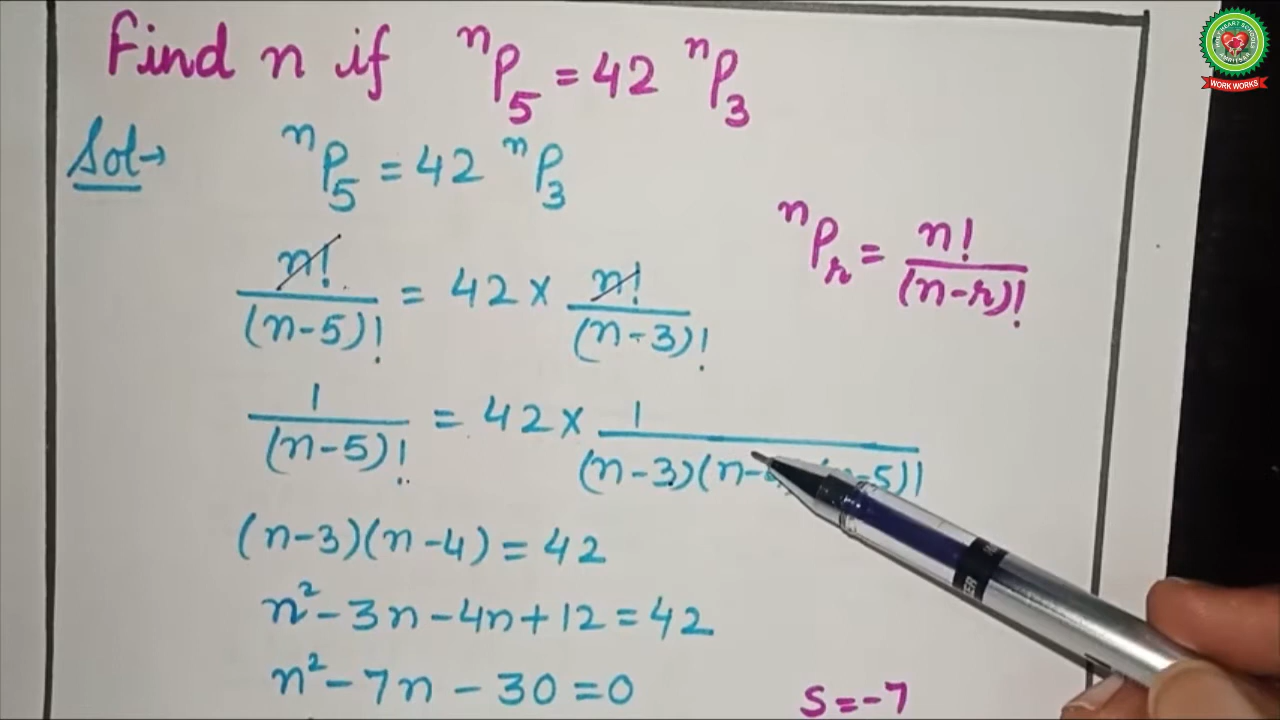 Find n if ⁿP₅ = 42 ⁿP₃
Sol→ ⁿP₅ = 42 ⁿP₃
ⁿPᵣ = n!/(n-r)!
n!/(n-5)! = 42 × n!/(n-3)!
1/(n-5)! = 42 × 1/(n-3)(n- -5)!
(n-3)(n-4) = 42
n² - 3n - 4n + 12 = 42
n² - 7n - 30 = 0
S = -7
WORK WORKS